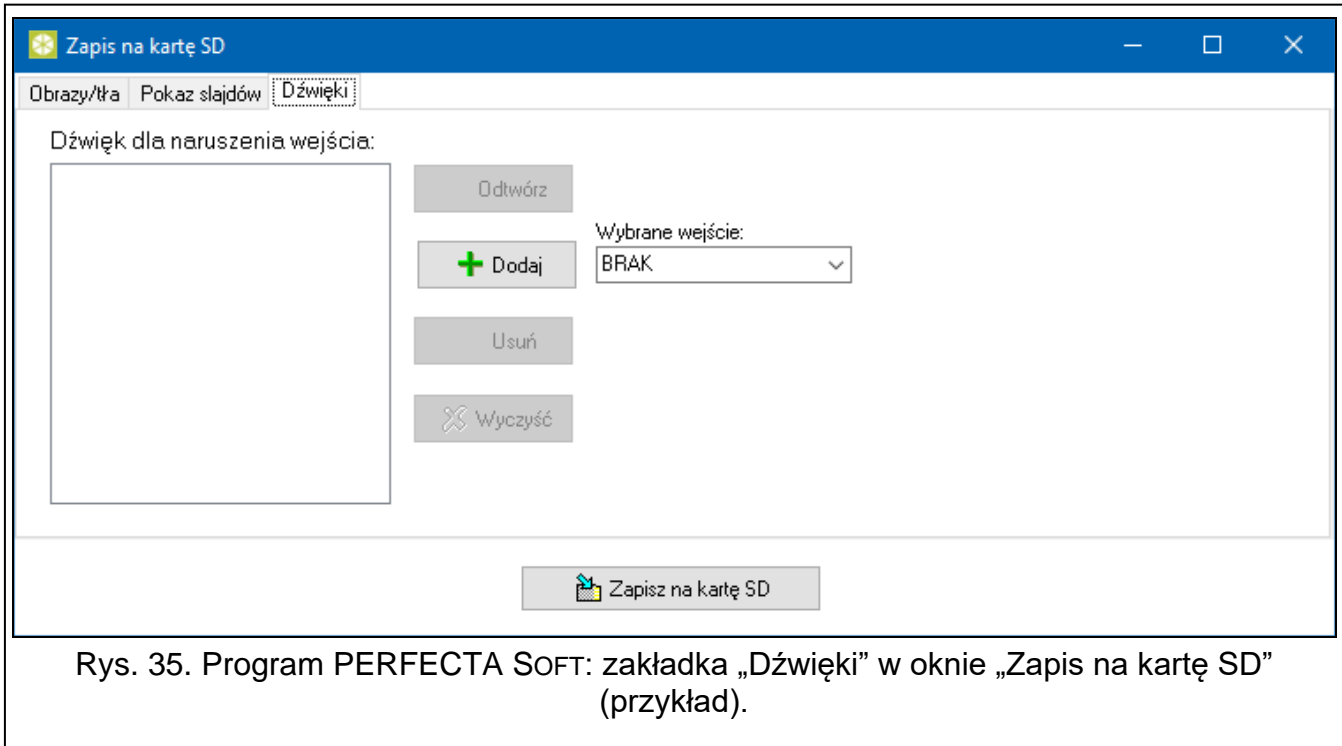 Zapis na kartę SD
Obrazy/tła Pokaz slajdów Dźwięki
Dźwięk dla naruszenia wejścia:
Odtwórz
Wybrane wejście:
Dodaj BRAK
Usuń
Wyczyść
Zapisz na kartę SD
Rys. 35. Program PERFECTA SOFT: zakładka „Dźwięki” w oknie „Zapis na kartę SD”
(przykład).